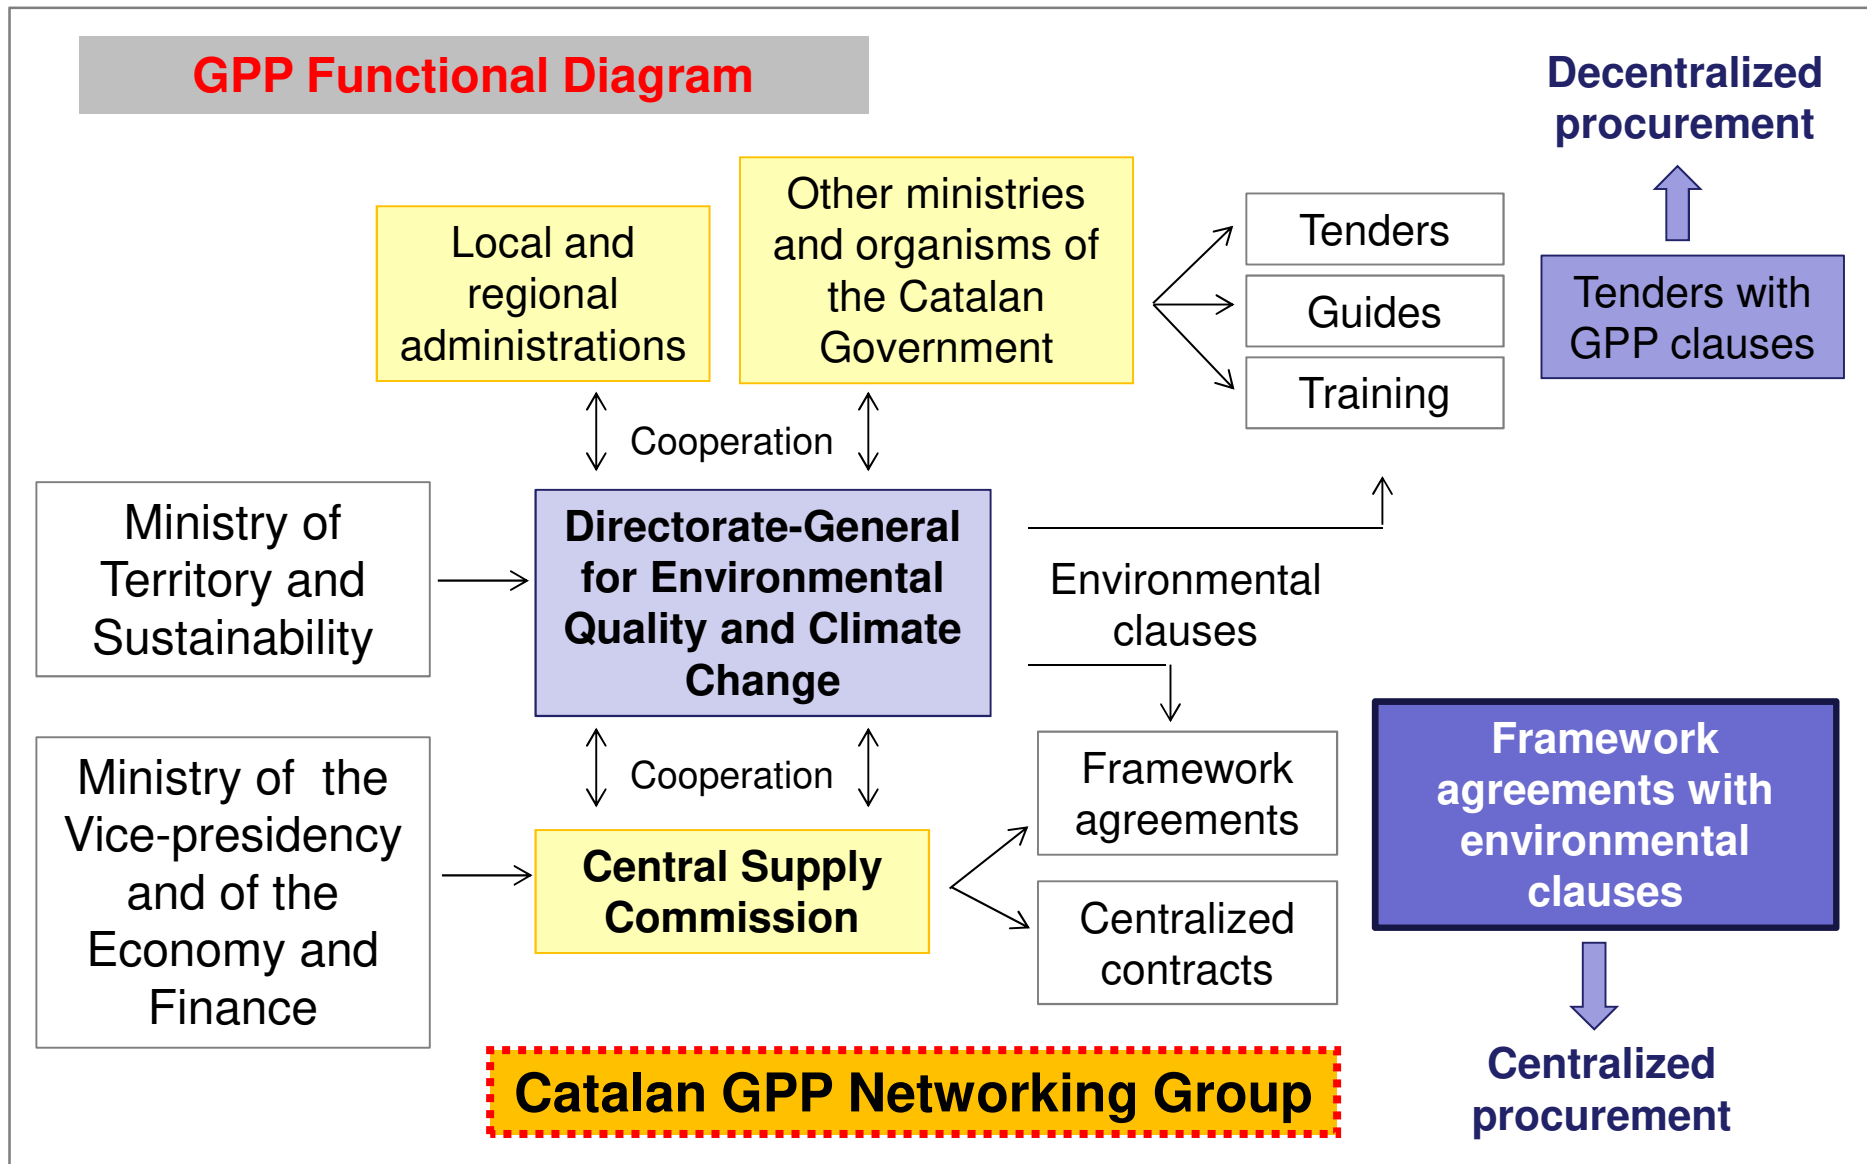 GPP Functional Diagram
Decentralized
procurement
Local and
regional
administrations
Other ministries
and organisms of
the Catalan
Government
Tenders
Guides
Training
Tenders with
GPP clauses
Cooperation
Ministry of
Territory and
Sustainability
Directorate-General
for Environmental
Quality and Climate
Change
Environmental
clauses
Ministry of  the
Vice-presidency
and of the
Economy and
Finance
Cooperation
Central Supply
Commission
Framework
agreements
Centralized
contracts
Framework
agreements with
environmental
clauses
Centralized
procurement
Catalan GPP Networking Group